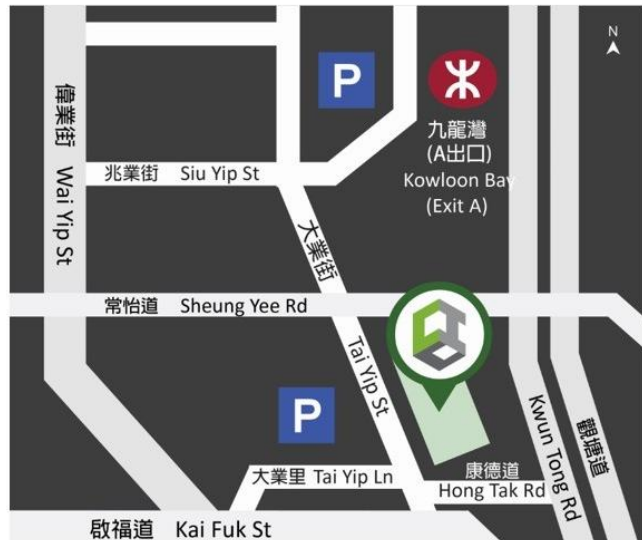 N
P
九龍灣
(A出口)
Kowloon Bay
(Exit A)
偉業街 Wai Yip St
兆業街 Siu Yip St
大業街 Tai Yip St
常怡道 Sheung Yee Rd
P
大業里 Tai Yip Ln
康德道
Hong Tak Rd
Kwun Tong Rd
觀塘道
啟福道 Kai Fuk St